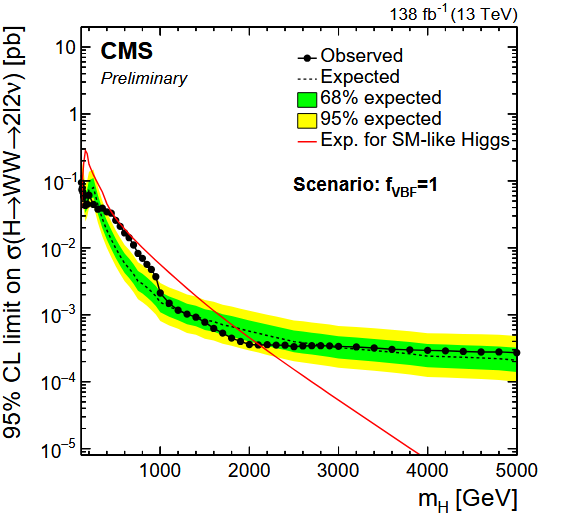 138 fb⁻¹ (13 TeV)
CMS
Preliminary
Observed
Expected
68% expected
95% expected
Exp. for SM-like Higgs
Scenario: f_VBF=1
95% CL limit on σ(H→WW→2l2ν) [pb]
10
1
10⁻¹
10⁻²
10⁻³
10⁻⁴
10⁻⁵
1000 2000 3000 4000 5000
m_H [GeV]